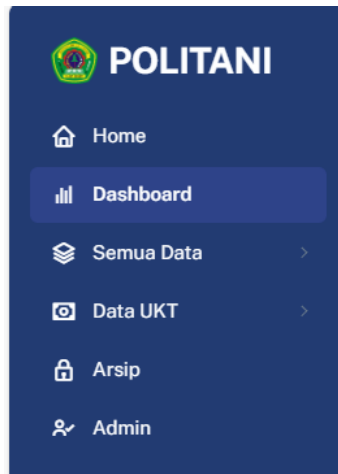 POLITANI
Home
Dashboard
Semua Data
Data UKT
Arsip
Admin